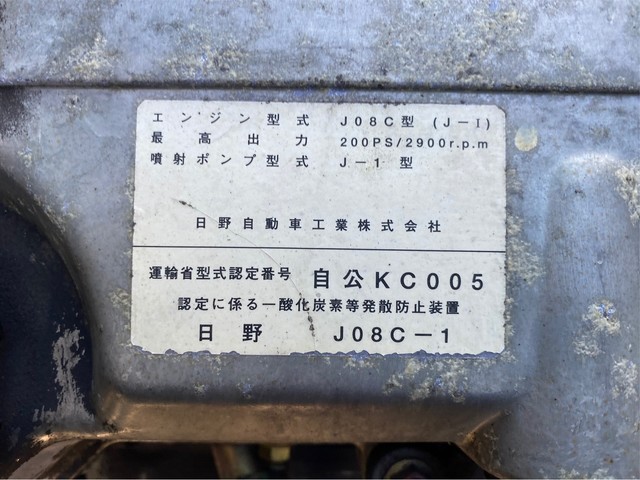 エンジン型式 J08C型 (J-I)
最高出力 200PS/2900r.p.m
噴射ポンプ型式 J-1型
日野自動車工業株式会社
運輸省型式認定番号 自公KC005
認定に係る一酸化炭素等発散防止装置
日野 J08C-1